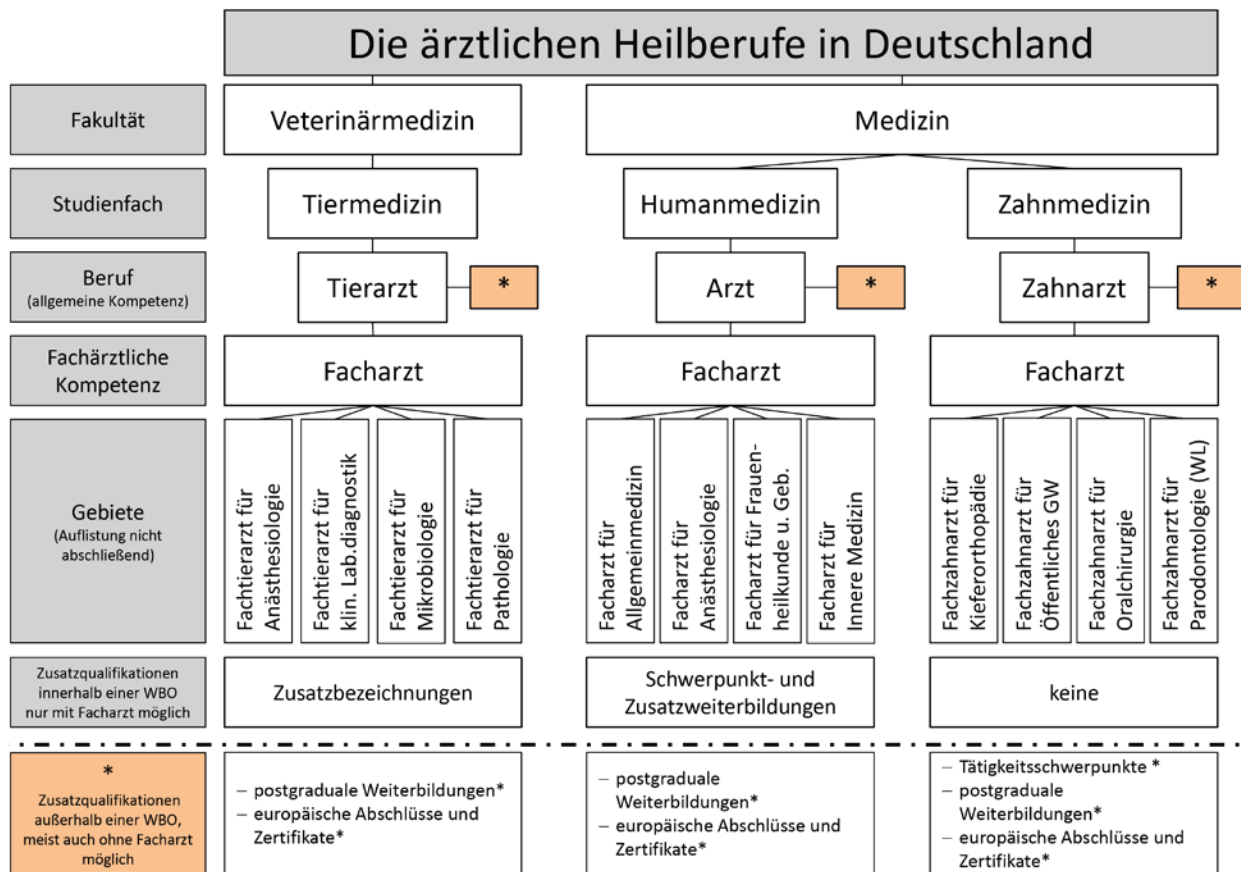 Die ärztlichen Heilberufe in Deutschland
Fakultät
Veterinärmedizin
Medizin
Studienfach
Tiermedizin
Humanmedizin
Zahnmedizin
Beruf
(allgemeine Kompetenz)
Tierarzt
*
Arzt
*
Zahnarzt
*
Fachärztliche
Kompetenz
Facharzt
Facharzt
Facharzt
Gebiete
(Auflistung nicht
abschließend)
Fachtierarzt für
Anästhesiologie
Fachtierarzt für
klin. Lab.diagnostik
Fachtierarzt für
Mikrobiologie
Fachtierarzt für
Pathologie
Facharzt für
Allgemeinmedizin
Facharzt für
Anästhesiologie
Facharzt für Frauen-
heilkunde u. Geb.
Facharzt für
Innere Medizin
Fachzahnarzt für
Kieferorthopädie
Fachzahnarzt für
Öffentliches GW
Fachzahnarzt für
Oralchirurgie
Fachzahnarzt für
Parodontologie (WL)
Zusatzqualifikationen
innerhalb einer WBO
nur mit Facharzt möglich
Zusatzbezeichnungen
Schwerpunkt- und
Zusatzweiterbildungen
keine
*
Zusatzqualifikationen
außerhalb einer WBO,
meist auch ohne Facharzt
möglich
– postgraduale Weiterbildungen*
– europäische Abschlüsse und
Zertifikate*
– postgraduale
Weiterbildungen*
– europäische Abschlüsse und
Zertifikate*
– Tätigkeitsschwerpunkte *
– postgraduale
Weiterbildungen*
– europäische Abschlüsse und
Zertifikate*